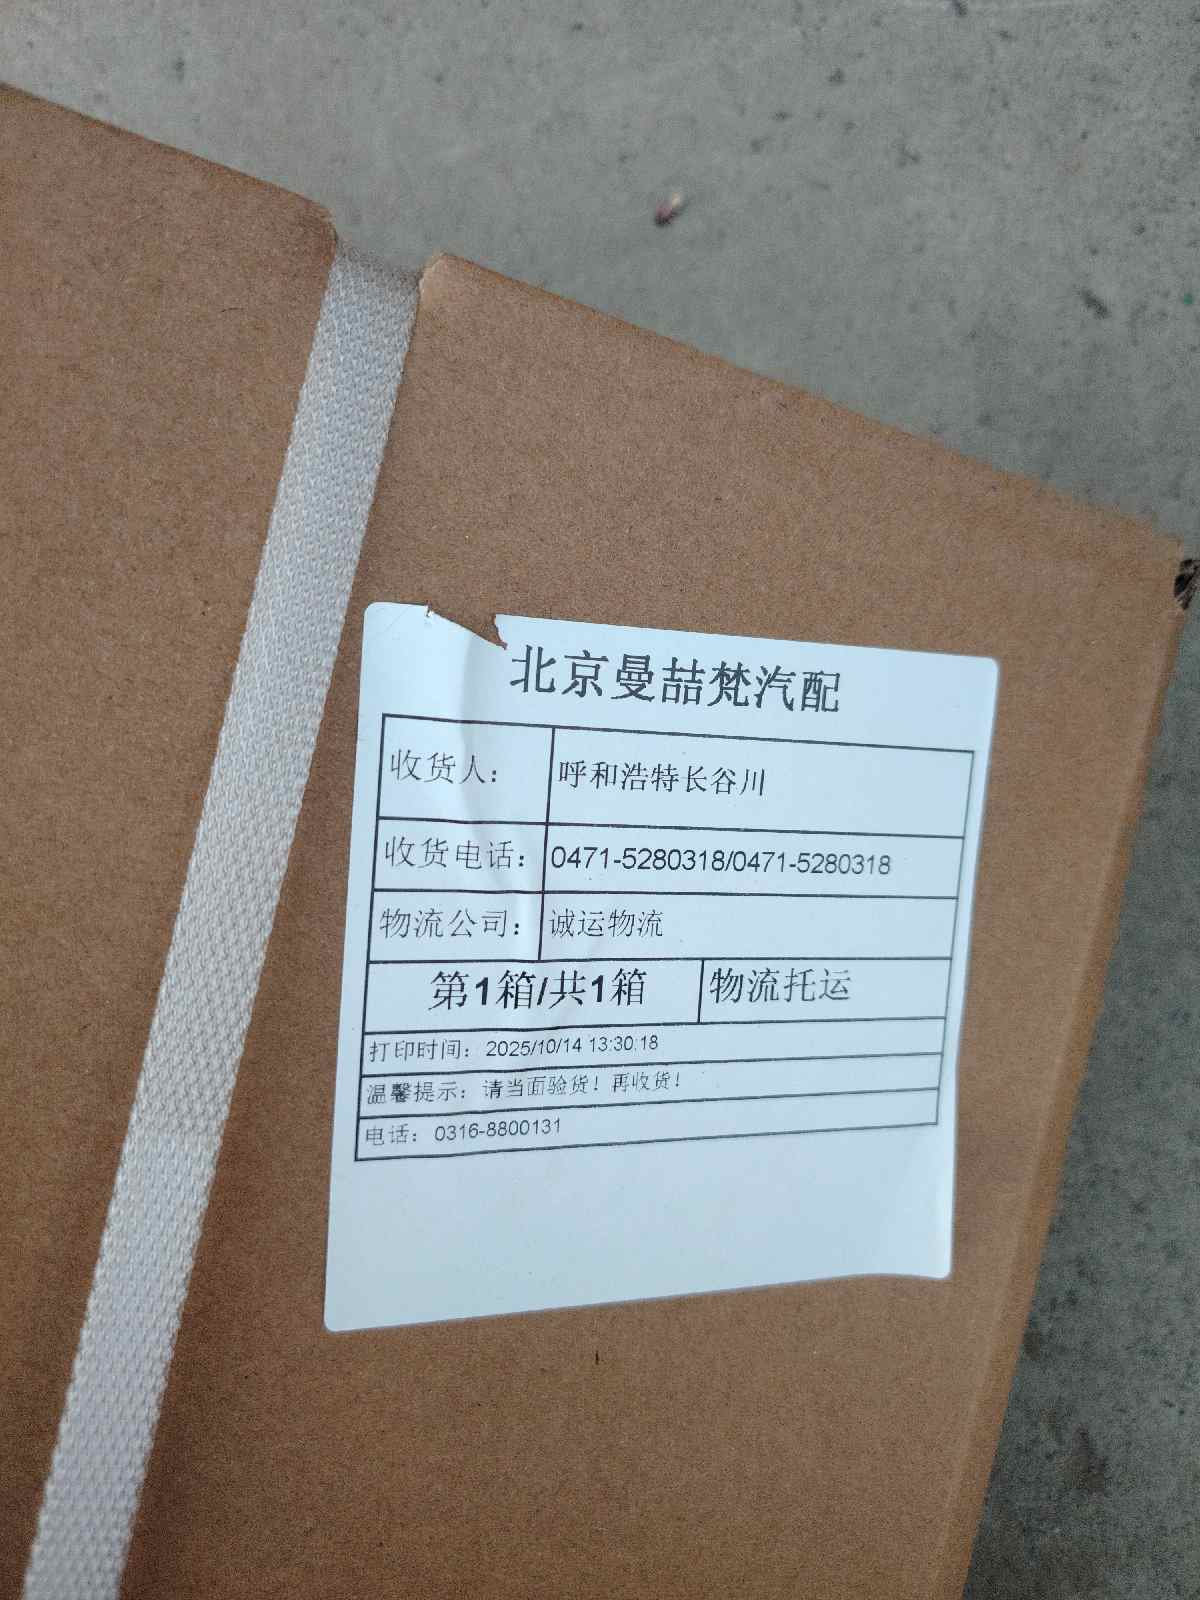 北京曼喆梵汽配
收货人： 呼和浩特长谷川
收货电话： 0471-5280318/0471-5280318
物流公司： 诚运物流
第1箱/共1箱 物流托运
打印时间： 2025/10/14 13:30:18
温馨提示：请当面验货！再收货！
电话： 0316-8800131